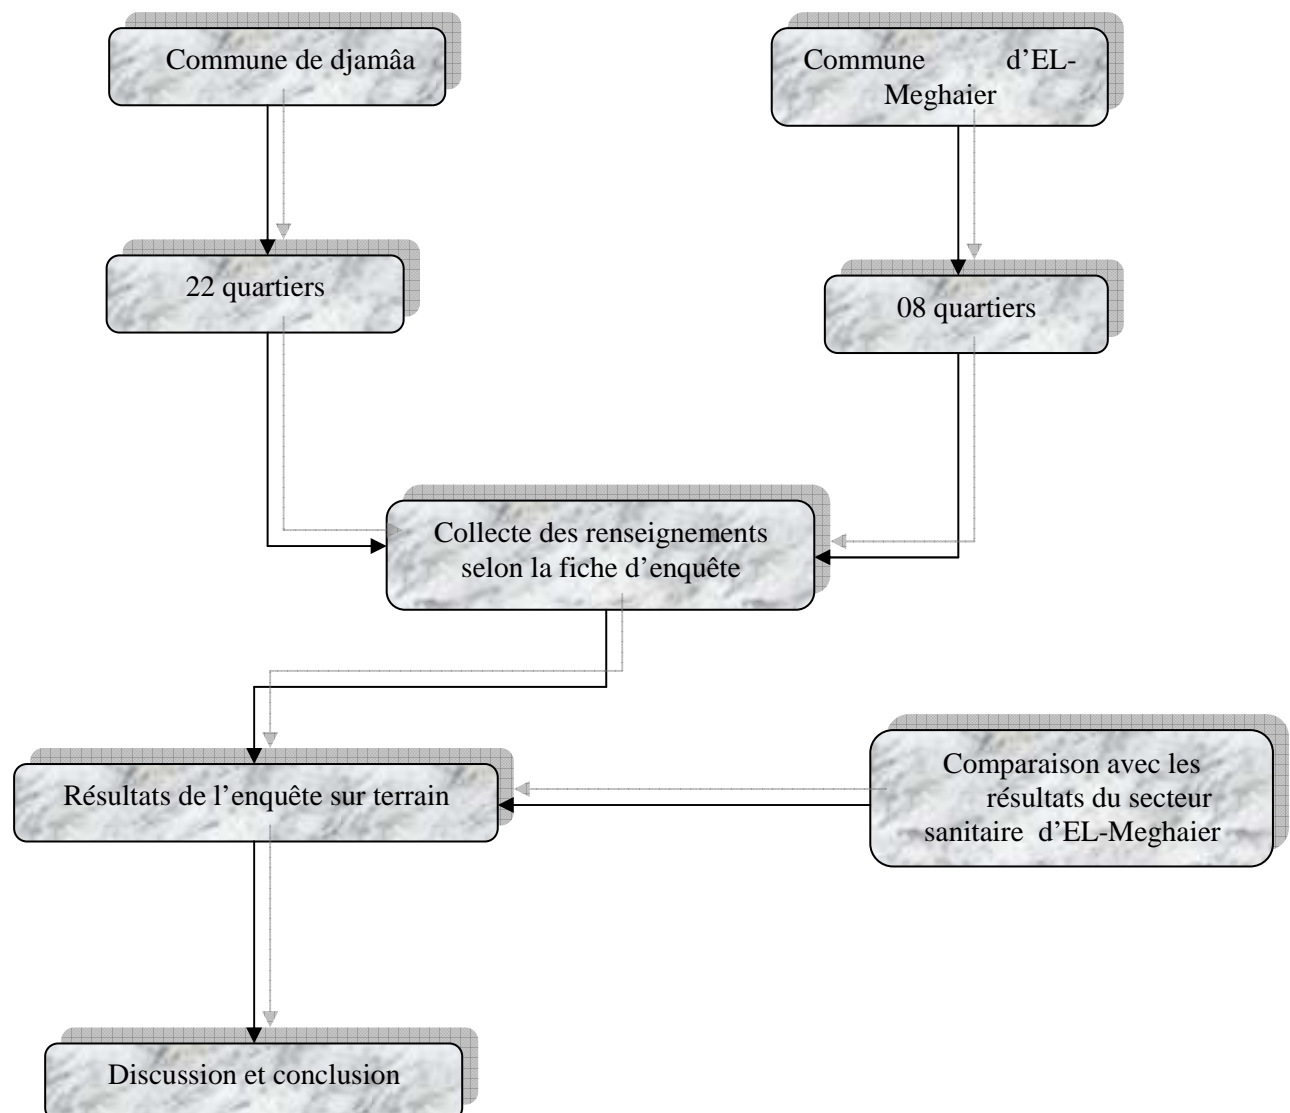 Commune de djamâa
Commune d'EL-
Meghaier
22 quartiers
08 quartiers
Collecte des renseignements
selon la fiche d'enquête
Résultats de l'enquête sur terrain
Comparaison avec les
résultats du secteur
sanitaire d'EL-Meghaier
Discussion et conclusion